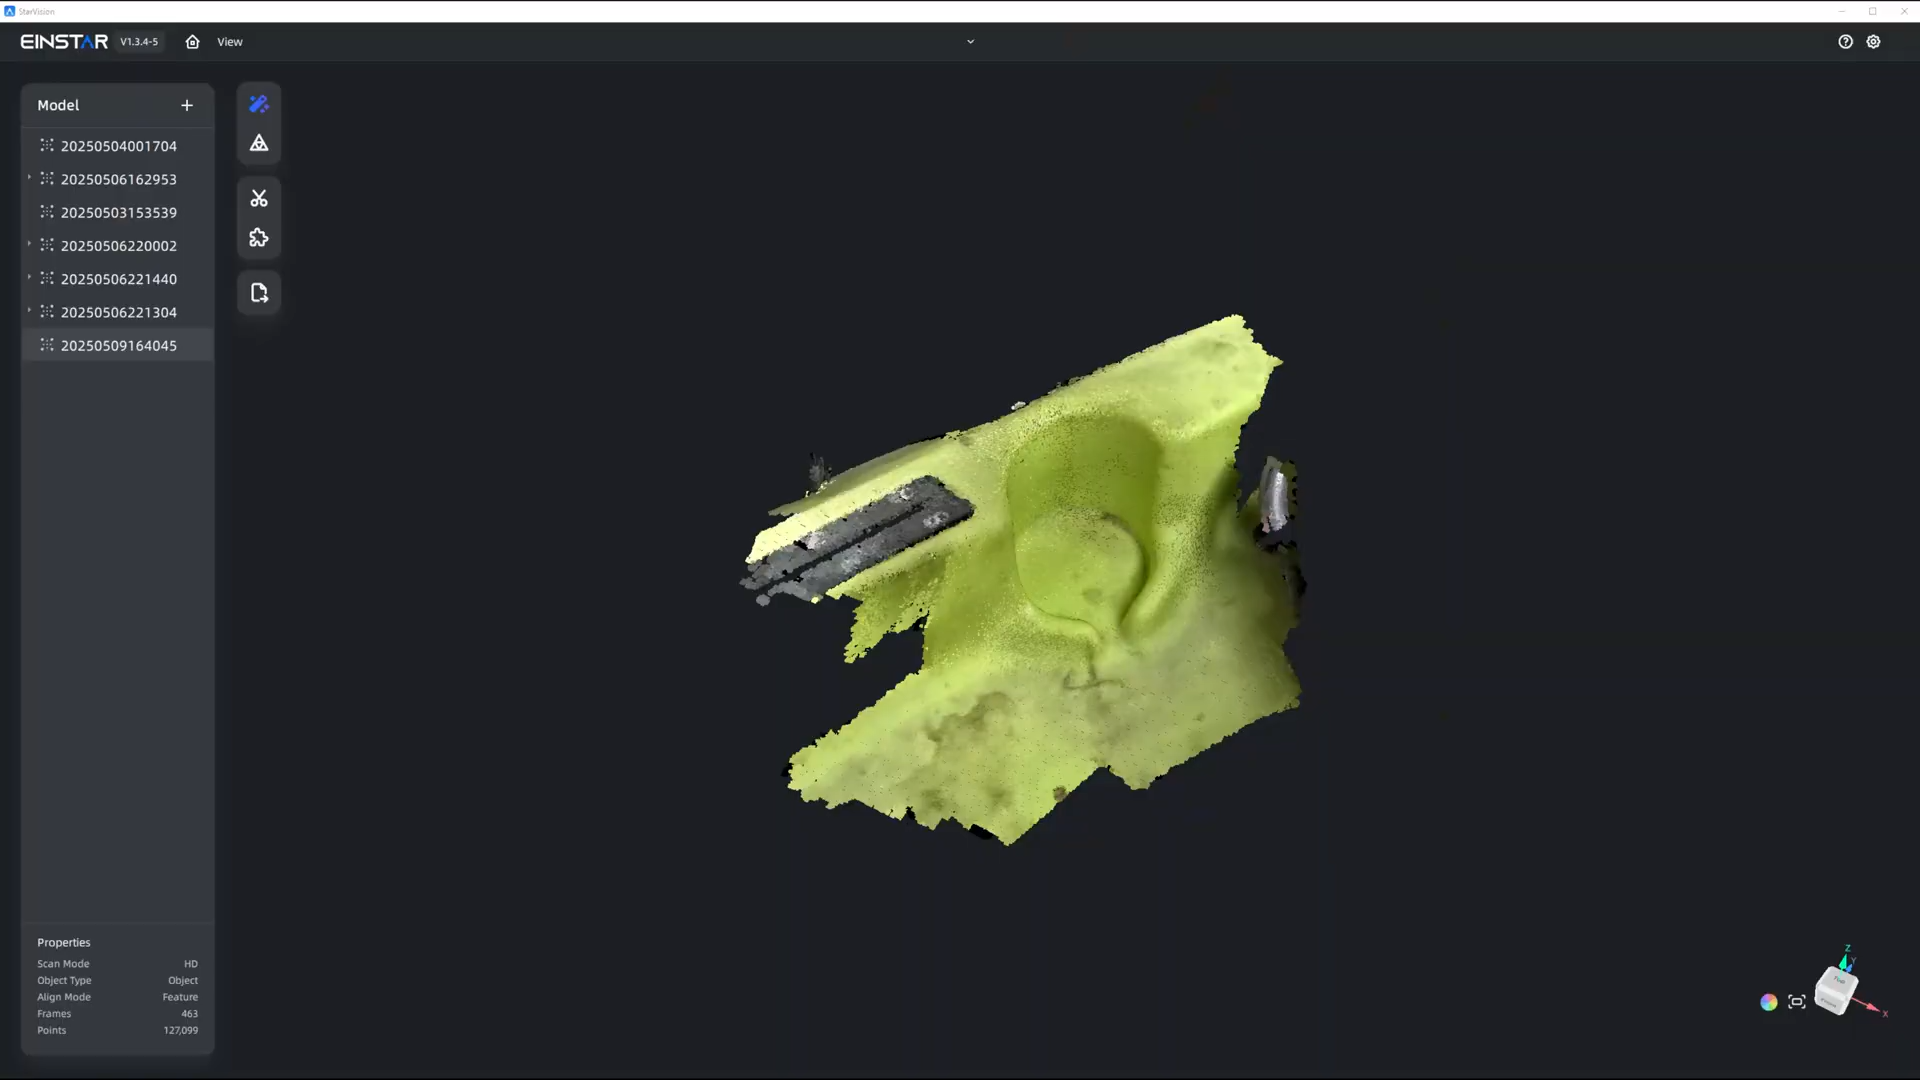 StarVision
EINSTAR V1.3.4-5 View
Model +
20250504001704
20250506162953
20250503153539
20250506220002
20250506221440
20250506221304
20250509164045
Properties
Scan Mode HD
Object Type Object
Align Mode Feature
Frames 463
Points 127,099
Z
Y
X